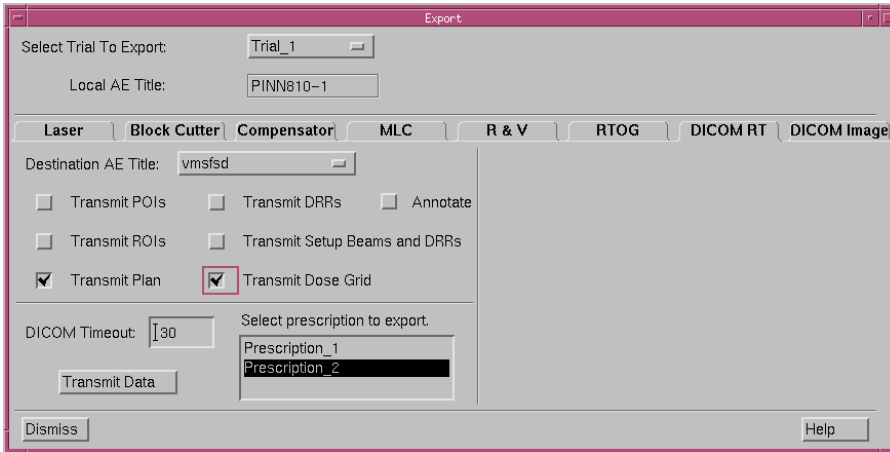 Export
Select Trial To Export: Trial_1
Local AE Title: PINN810-1
Laser Block Cutter Compensator MLC R & V RTOG DICOM RT DICOM Image
Destination AE Title: vmsfsd
Transmit POIs Transmit DRRs Annotate
Transmit ROIs Transmit Setup Beams and DRRs
Transmit Plan Transmit Dose Grid
DICOM Timeout: 30 Select prescription to export.
Prescription_1
Prescription_2
Transmit Data
Dismiss Help